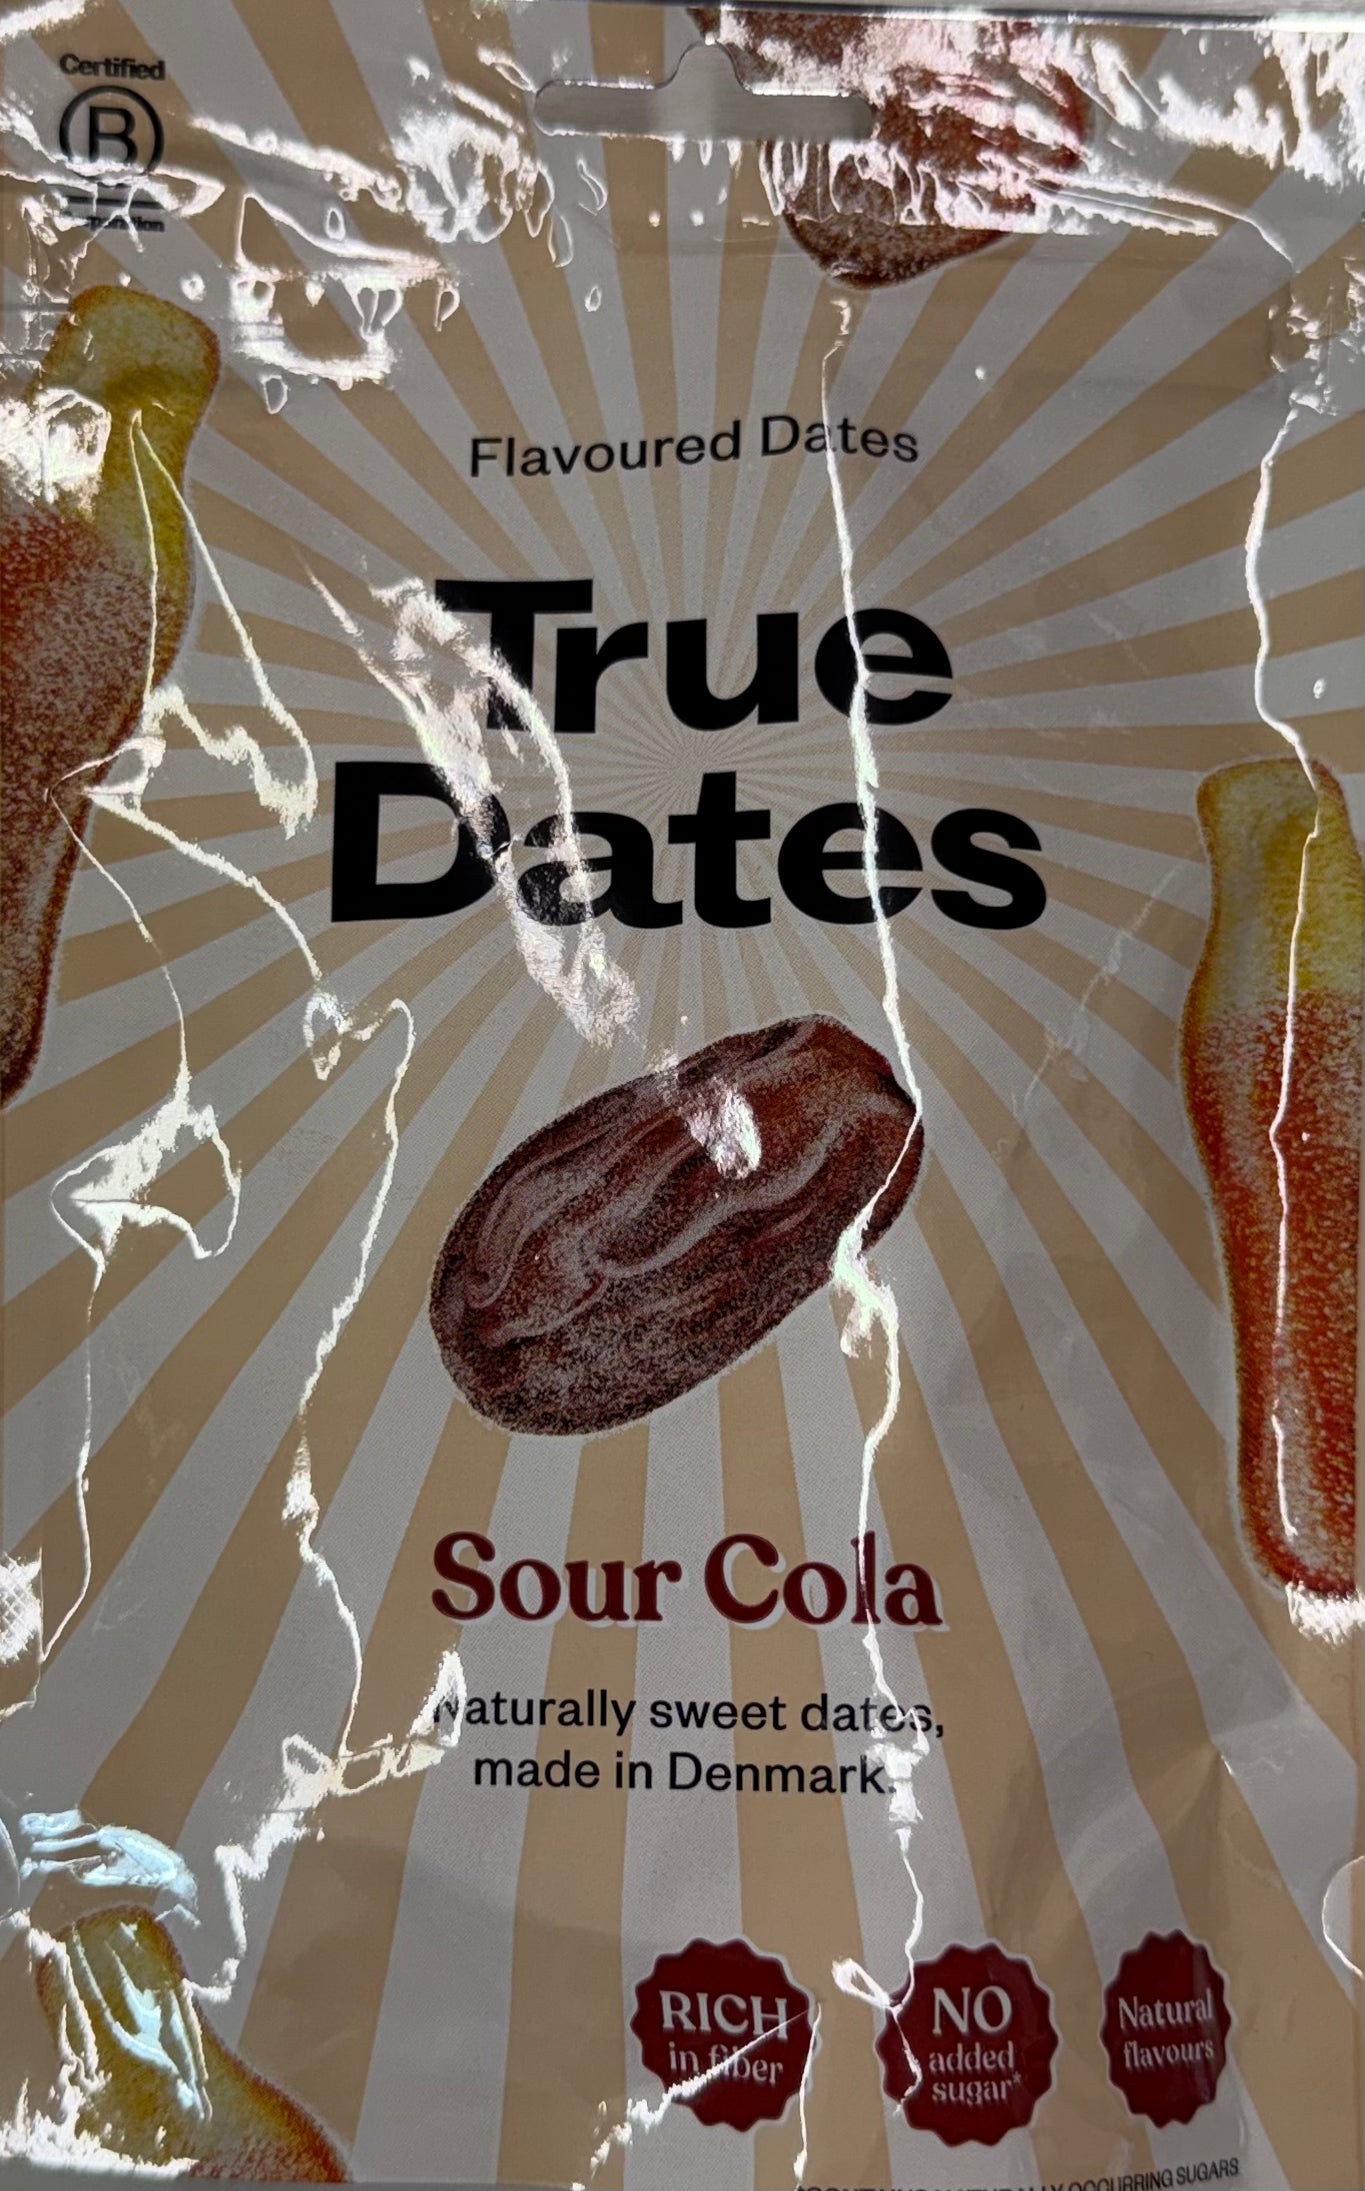 Certified
B
Corporation
Flavoured Dates
True
Dates
Sour Cola
Naturally sweet dates,
made in Denmark.
RICH
in fiber
NO
added
sugar*
Natural
flavours
*CONTAINS NATURALLY OCCURRING SUGARS